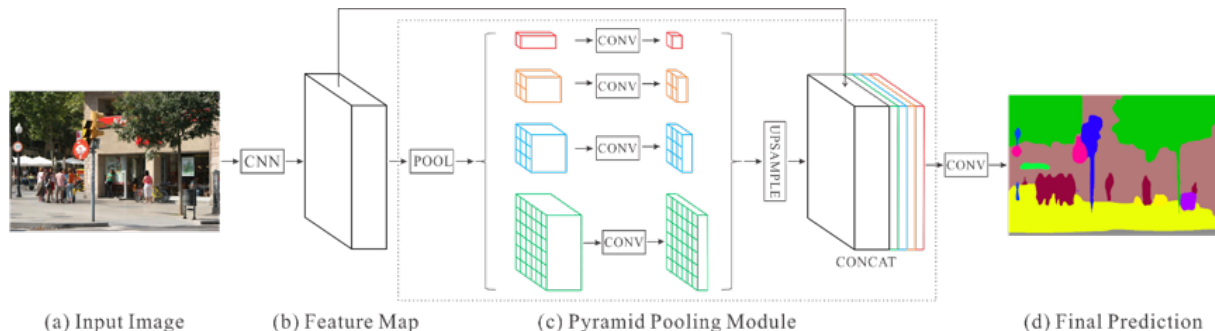 CNN
POOL
CONV
CONV
CONV
CONV
UPSAMPLE
CONCAT
CONV
(a) Input Image
(b) Feature Map
(c) Pyramid Pooling Module
(d) Final Prediction